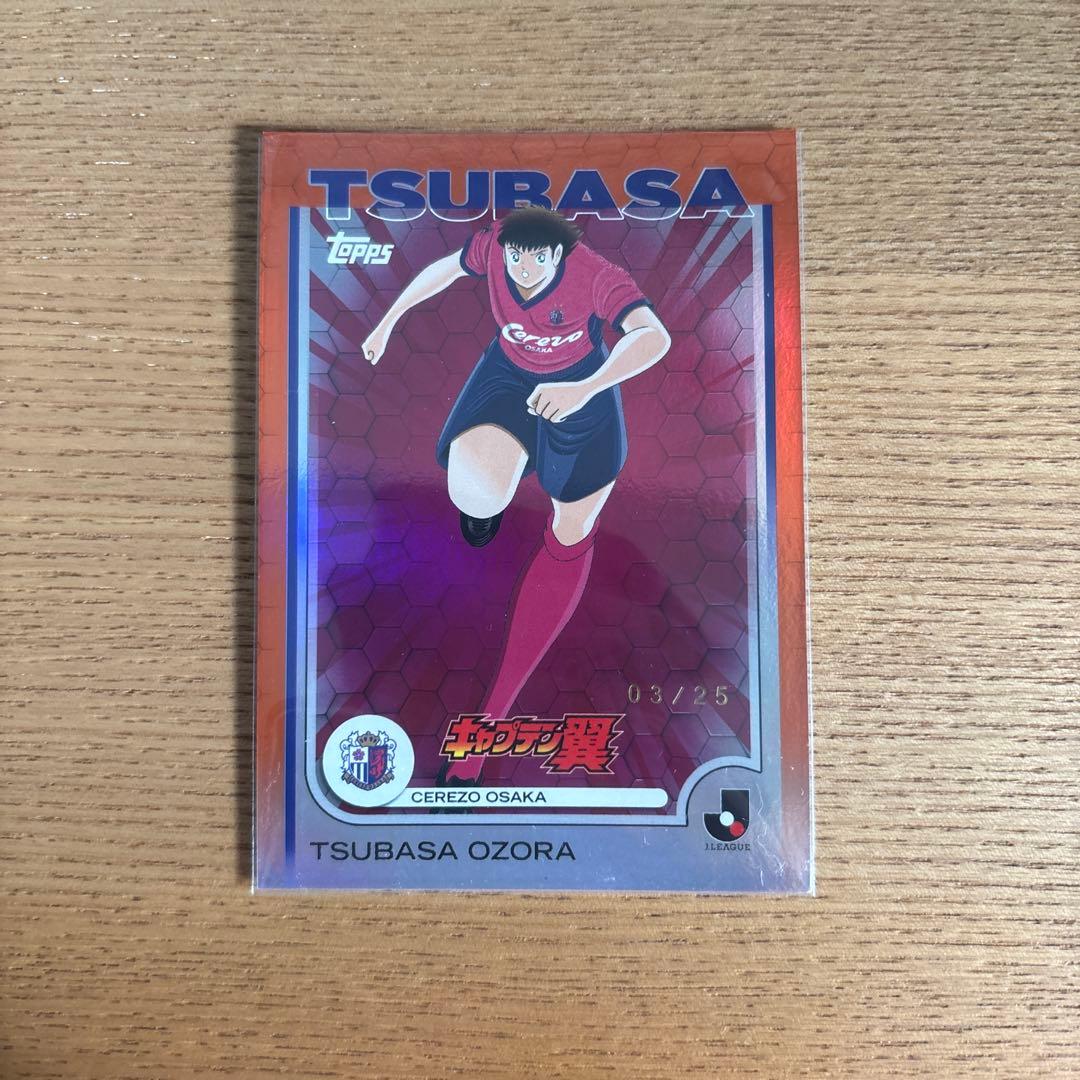 TSUBASA
topps
Cerezo
OSAKA
03/25
キャプテン翼
CEREZO OSAKA
J.LEAGUE
TSUBASA OZORA